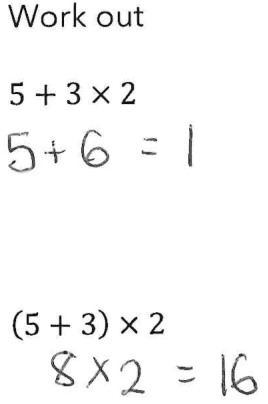 Work out
5 + 3 × 2
5 + 6 = 1
(5 + 3) × 2
8 × 2 = 16